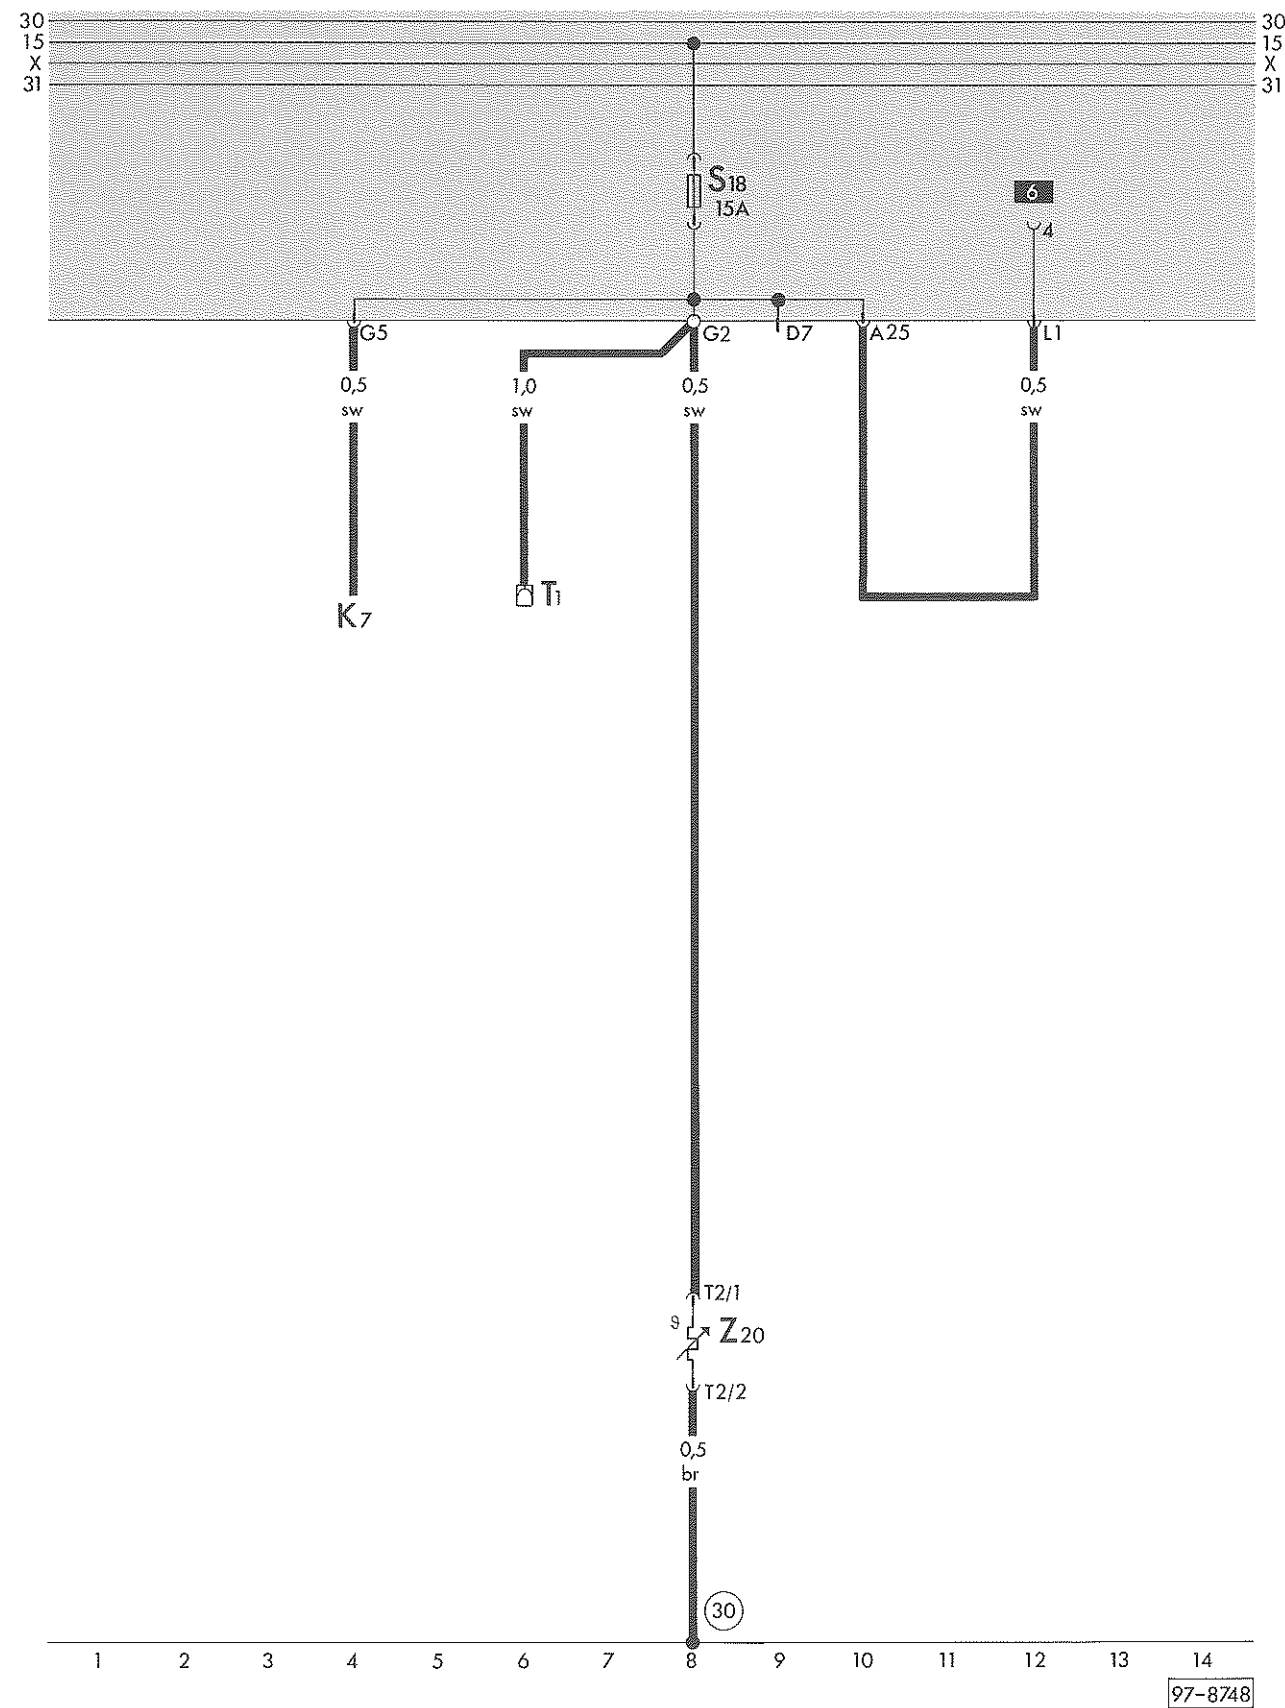 30 30
15 15
X X
31 31
S18
15A
6
4
G5 G2 D7 A25 L1
0,5 1,0 0,5 0,5
sw sw sw sw
K7 T1
T2/1
ϑ Z20
T2/2
0,5
br
30
1 2 3 4 5 6 7 8 9 10 11 12 13 14
97-8748